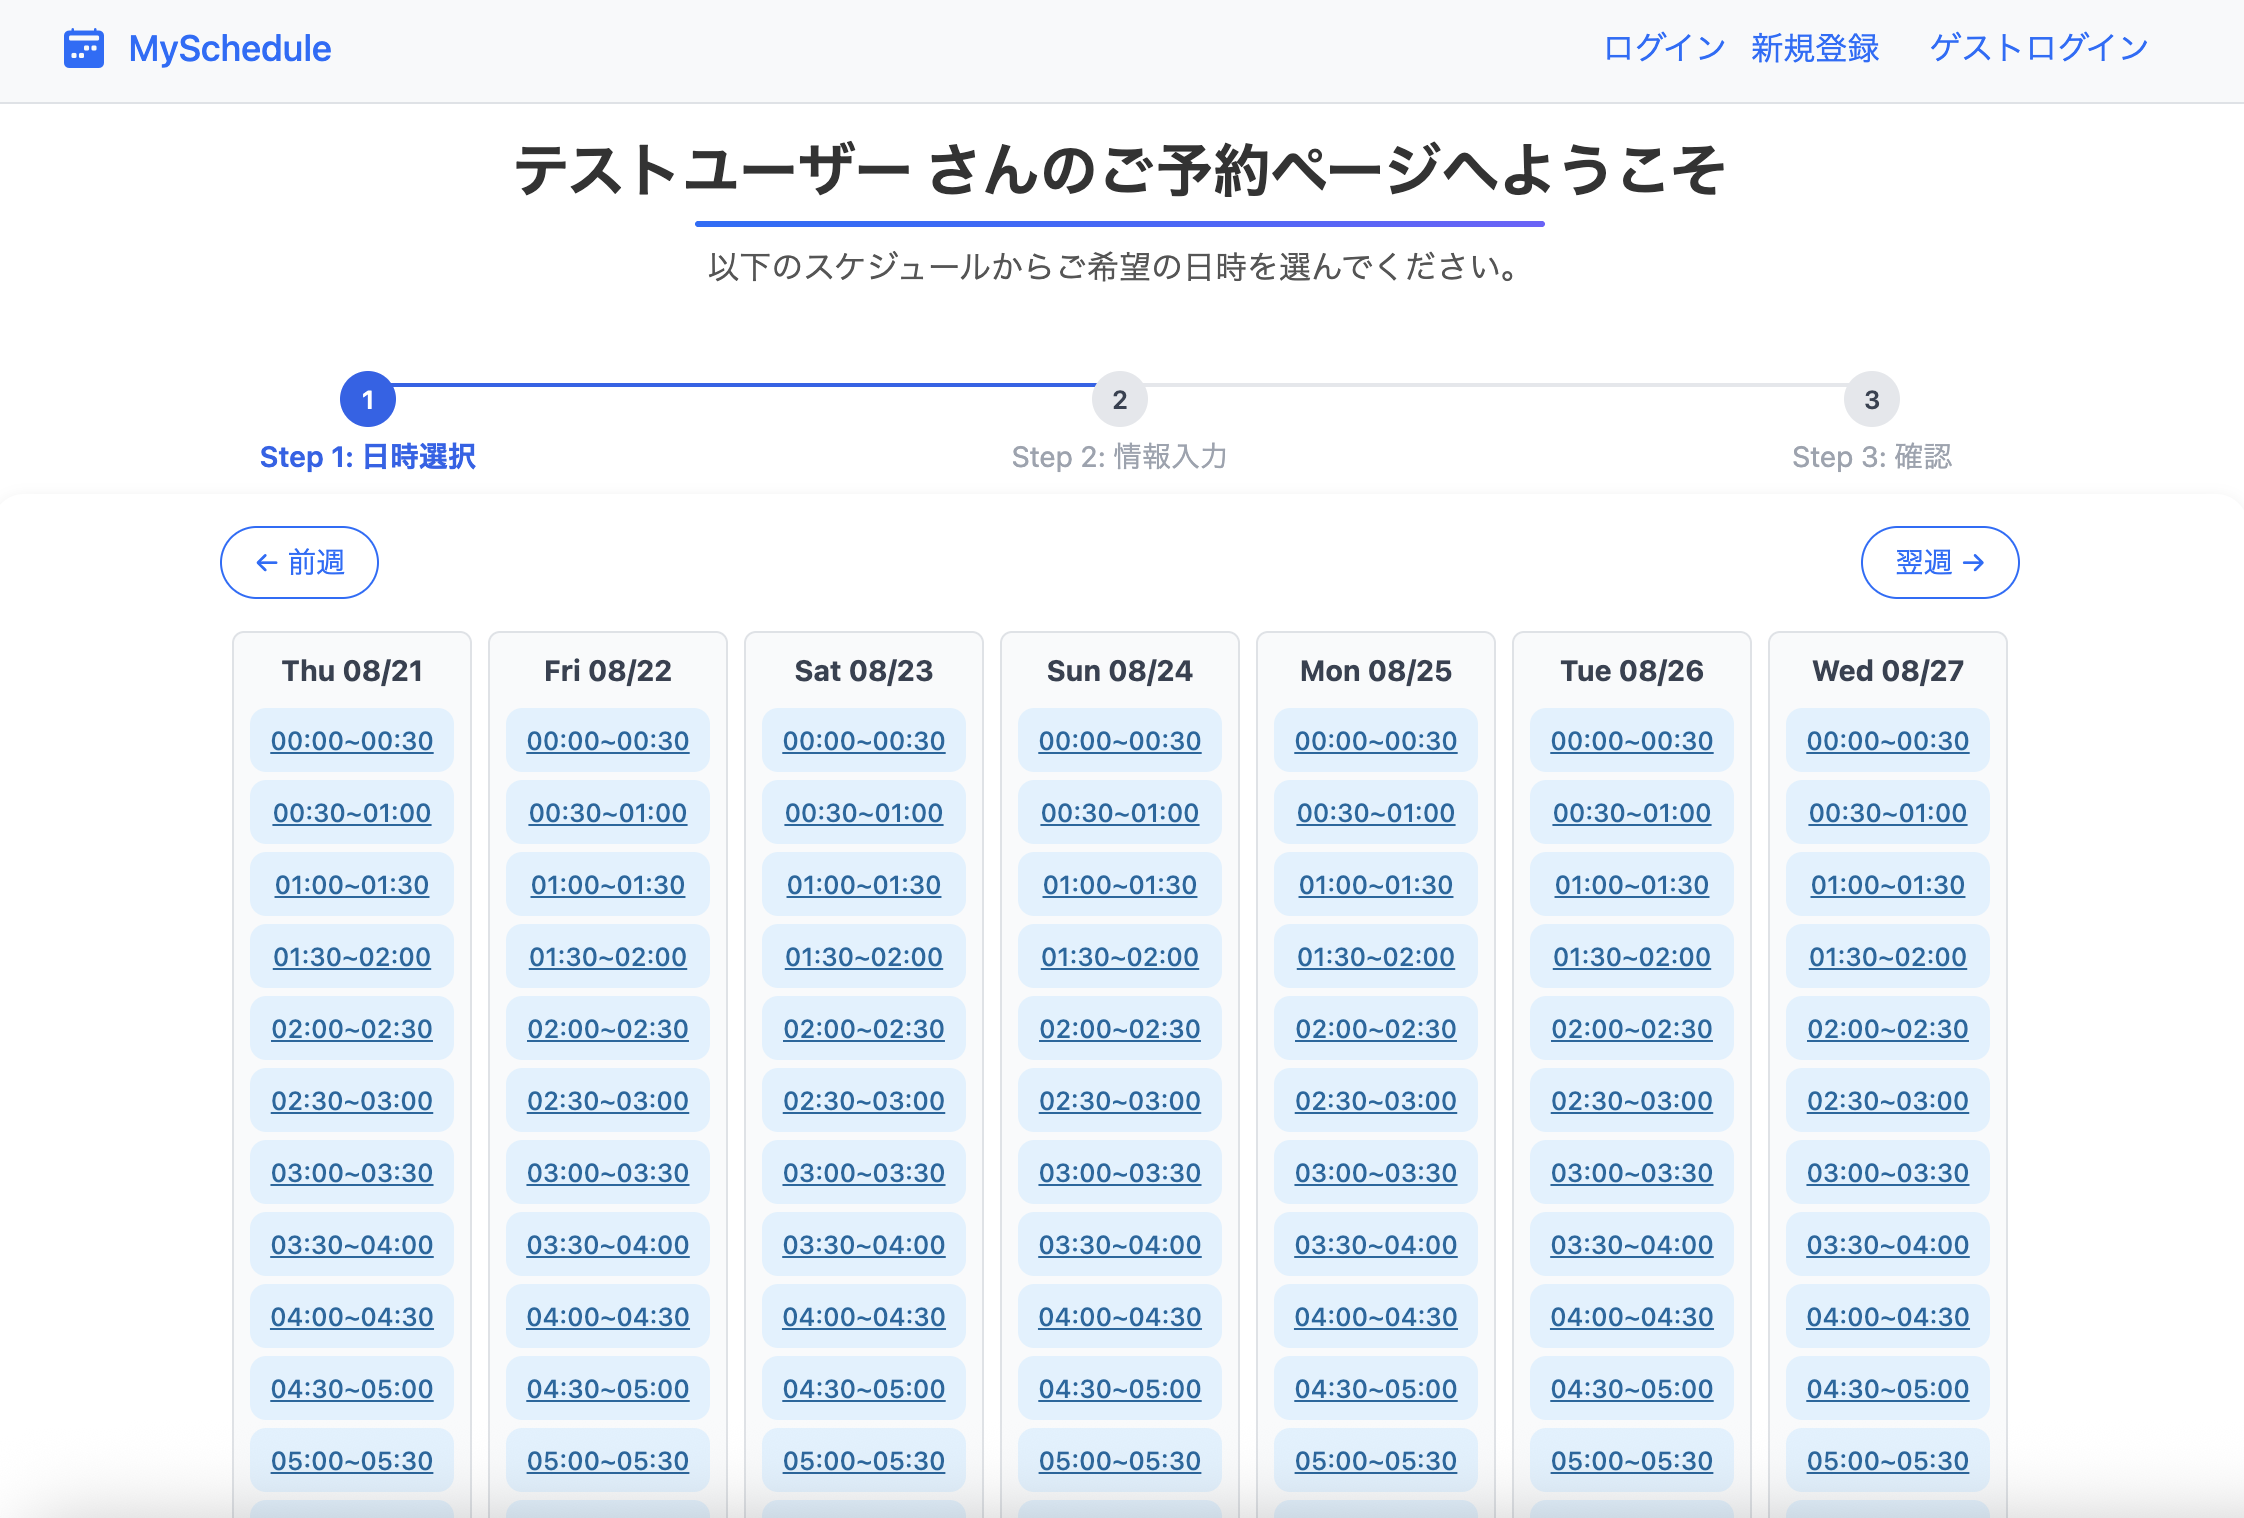 MySchedule ログイン 新規登録 ゲストログイン
テストユーザー さんのご予約ページへようこそ
以下のスケジュールからご希望の日時を選んでください。
1 2 3
Step 1: 日時選択 Step 2: 情報入力 Step 3: 確認
← 前週 翌週 →
Thu 08/21 Fri 08/22 Sat 08/23 Sun 08/24 Mon 08/25 Tue 08/26 Wed 08/27
00:00~00:30 00:00~00:30 00:00~00:30 00:00~00:30 00:00~00:30 00:00~00:30 00:00~00:30
00:30~01:00 00:30~01:00 00:30~01:00 00:30~01:00 00:30~01:00 00:30~01:00 00:30~01:00
01:00~01:30 01:00~01:30 01:00~01:30 01:00~01:30 01:00~01:30 01:00~01:30 01:00~01:30
01:30~02:00 01:30~02:00 01:30~02:00 01:30~02:00 01:30~02:00 01:30~02:00 01:30~02:00
02:00~02:30 02:00~02:30 02:00~02:30 02:00~02:30 02:00~02:30 02:00~02:30 02:00~02:30
02:30~03:00 02:30~03:00 02:30~03:00 02:30~03:00 02:30~03:00 02:30~03:00 02:30~03:00
03:00~03:30 03:00~03:30 03:00~03:30 03:00~03:30 03:00~03:30 03:00~03:30 03:00~03:30
03:30~04:00 03:30~04:00 03:30~04:00 03:30~04:00 03:30~04:00 03:30~04:00 03:30~04:00
04:00~04:30 04:00~04:30 04:00~04:30 04:00~04:30 04:00~04:30 04:00~04:30 04:00~04:30
04:30~05:00 04:30~05:00 04:30~05:00 04:30~05:00 04:30~05:00 04:30~05:00 04:30~05:00
05:00~05:30 05:00~05:30 05:00~05:30 05:00~05:30 05:00~05:30 05:00~05:30 05:00~05:30